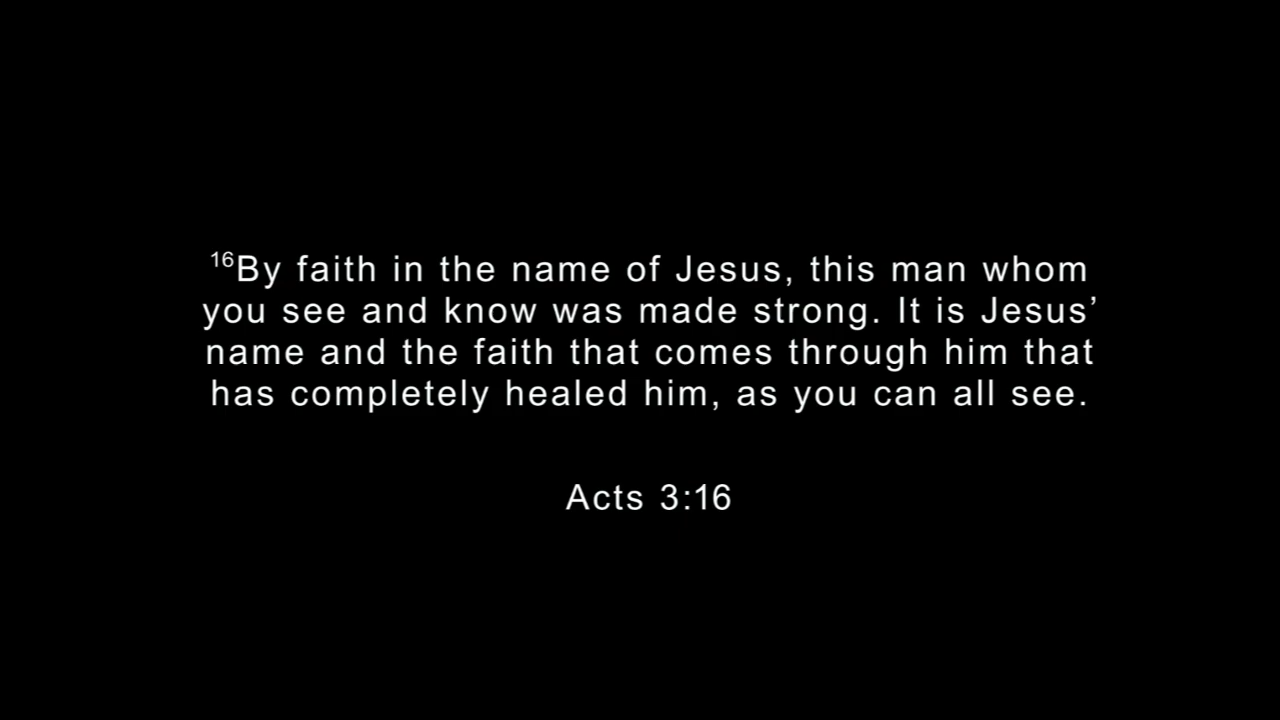 ¹⁶By faith in the name of Jesus, this man whom
you see and know was made strong. It is Jesus’
name and the faith that comes through him that
has completely healed him, as you can all see.
Acts 3:16